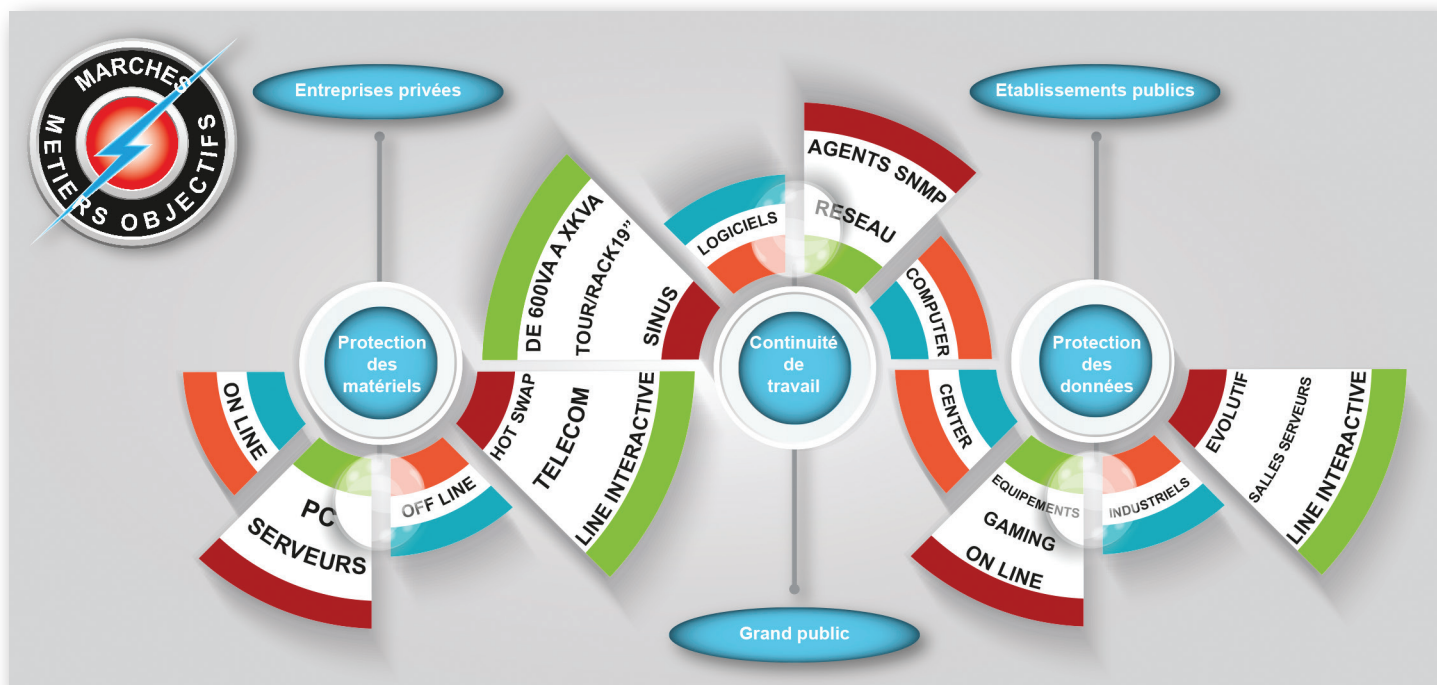 MARCHES
METIERS OBJECTIFS
Entreprises privées
Etablissements publics
Grand public
Protection
des
matériels
Continuité
de
travail
Protection
des
données
ON LINE
PC
SERVEURS
OFF LINE
HOT SWAP
TELECOM
LINE INTERACTIVE
DE 600VA A XKVA
TOUR/RACK19”
SINUS
LOGICIELS
AGENTS SNMP
RESEAU
COMPUTER
CENTER
EQUIPEMENTS
GAMING
ON LINE
INDUSTRIELS
EVOLUTIF
SALLES SERVEURS
LINE INTERACTIVE